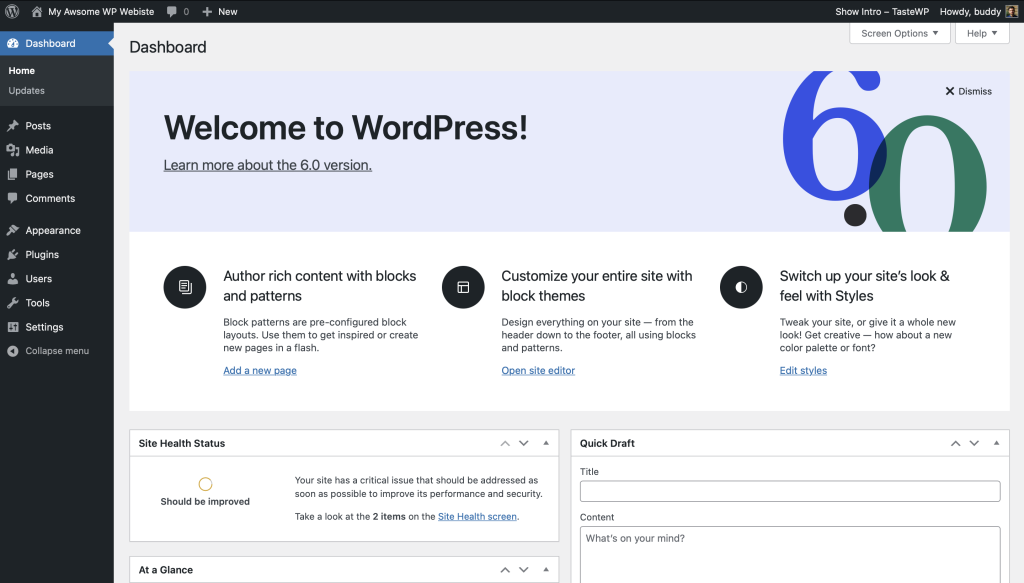 My Awsome WP Webiste 0 New Show Intro – TasteWP Howdy, buddy
Dashboard
Home
Updates
Posts
Media
Pages
Comments
Appearance
Plugins
Users
Tools
Settings
Collapse menu
Screen Options ▼ Help ▼
Dashboard
Dismiss
Welcome to WordPress!
Learn more about the 6.0 version.
6.0
Author rich content with blocks
and patterns
Block patterns are pre-configured block
layouts. Use them to get inspired or create
new pages in a flash.
Add a new page
Customize your entire site with
block themes
Design everything on your site — from the
header down to the footer, all using blocks
and patterns.
Open site editor
Switch up your site’s look &
feel with Styles
Tweak your site, or give it a whole new
look! Get creative — how about a new
color palette or font?
Edit styles
Site Health Status
Should be improved
Your site has a critical issue that should be addressed as
soon as possible to improve its performance and security.
Take a look at the 2 items on the Site Health screen.
At a Glance
Quick Draft
Title
Content
What’s on your mind?